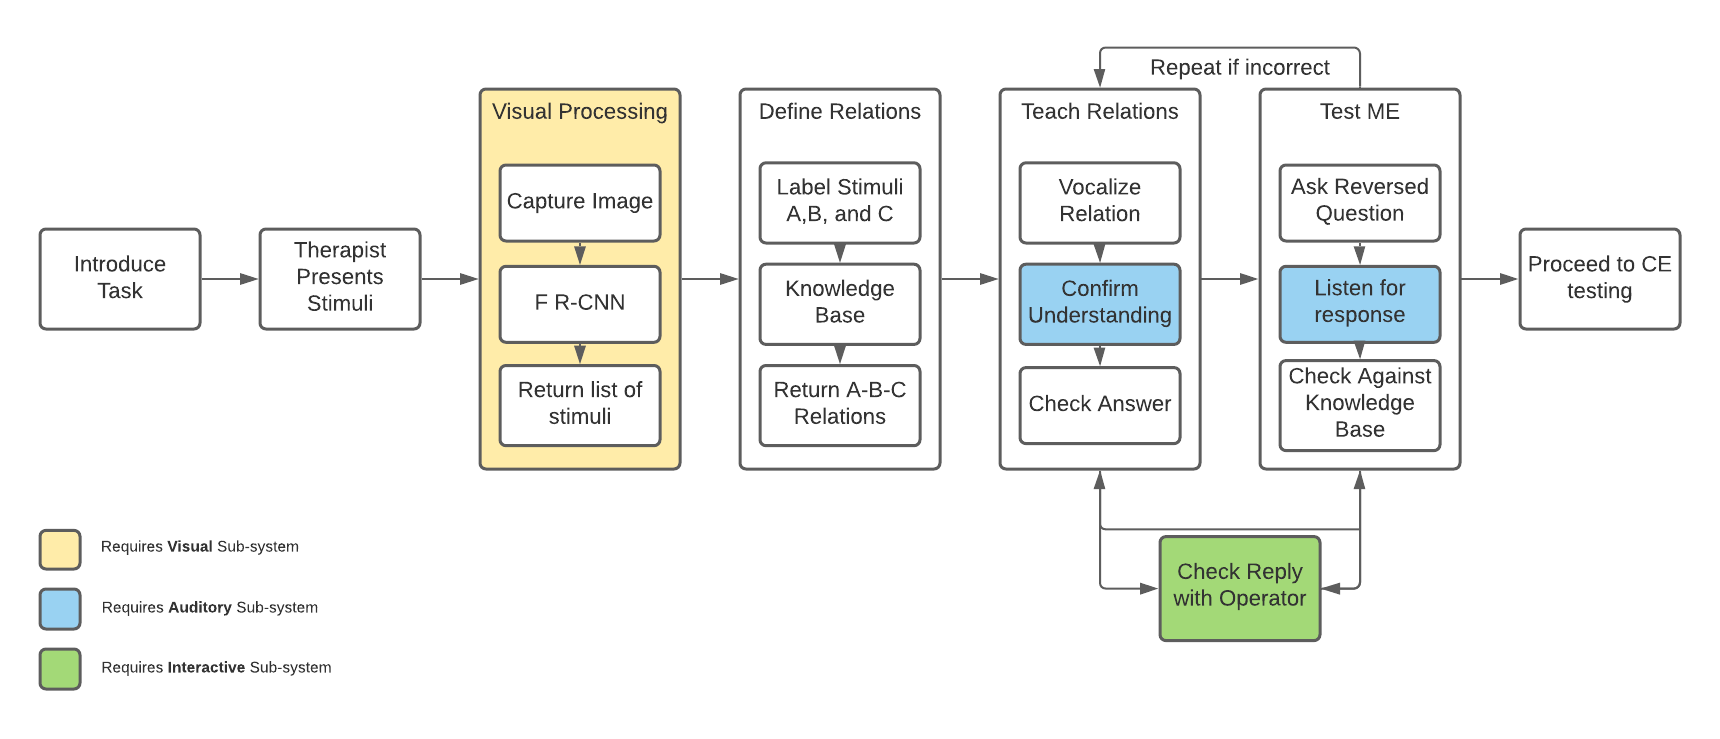 Repeat if incorrect
Visual Processing
Define Relations
Teach Relations
Test ME
Introduce
Task
Therapist
Presents
Stimuli
Capture Image
F R-CNN
Return list of
stimuli
Label Stimuli
A,B, and C
Knowledge
Base
Return A-B-C
Relations
Vocalize
Relation
Confirm
Understanding
Check Answer
Ask Reversed
Question
Listen for
response
Check Against
Knowledge
Base
Proceed to CE
testing
Check Reply
with Operator
Requires Visual Sub-system
Requires Auditory Sub-system
Requires Interactive Sub-system